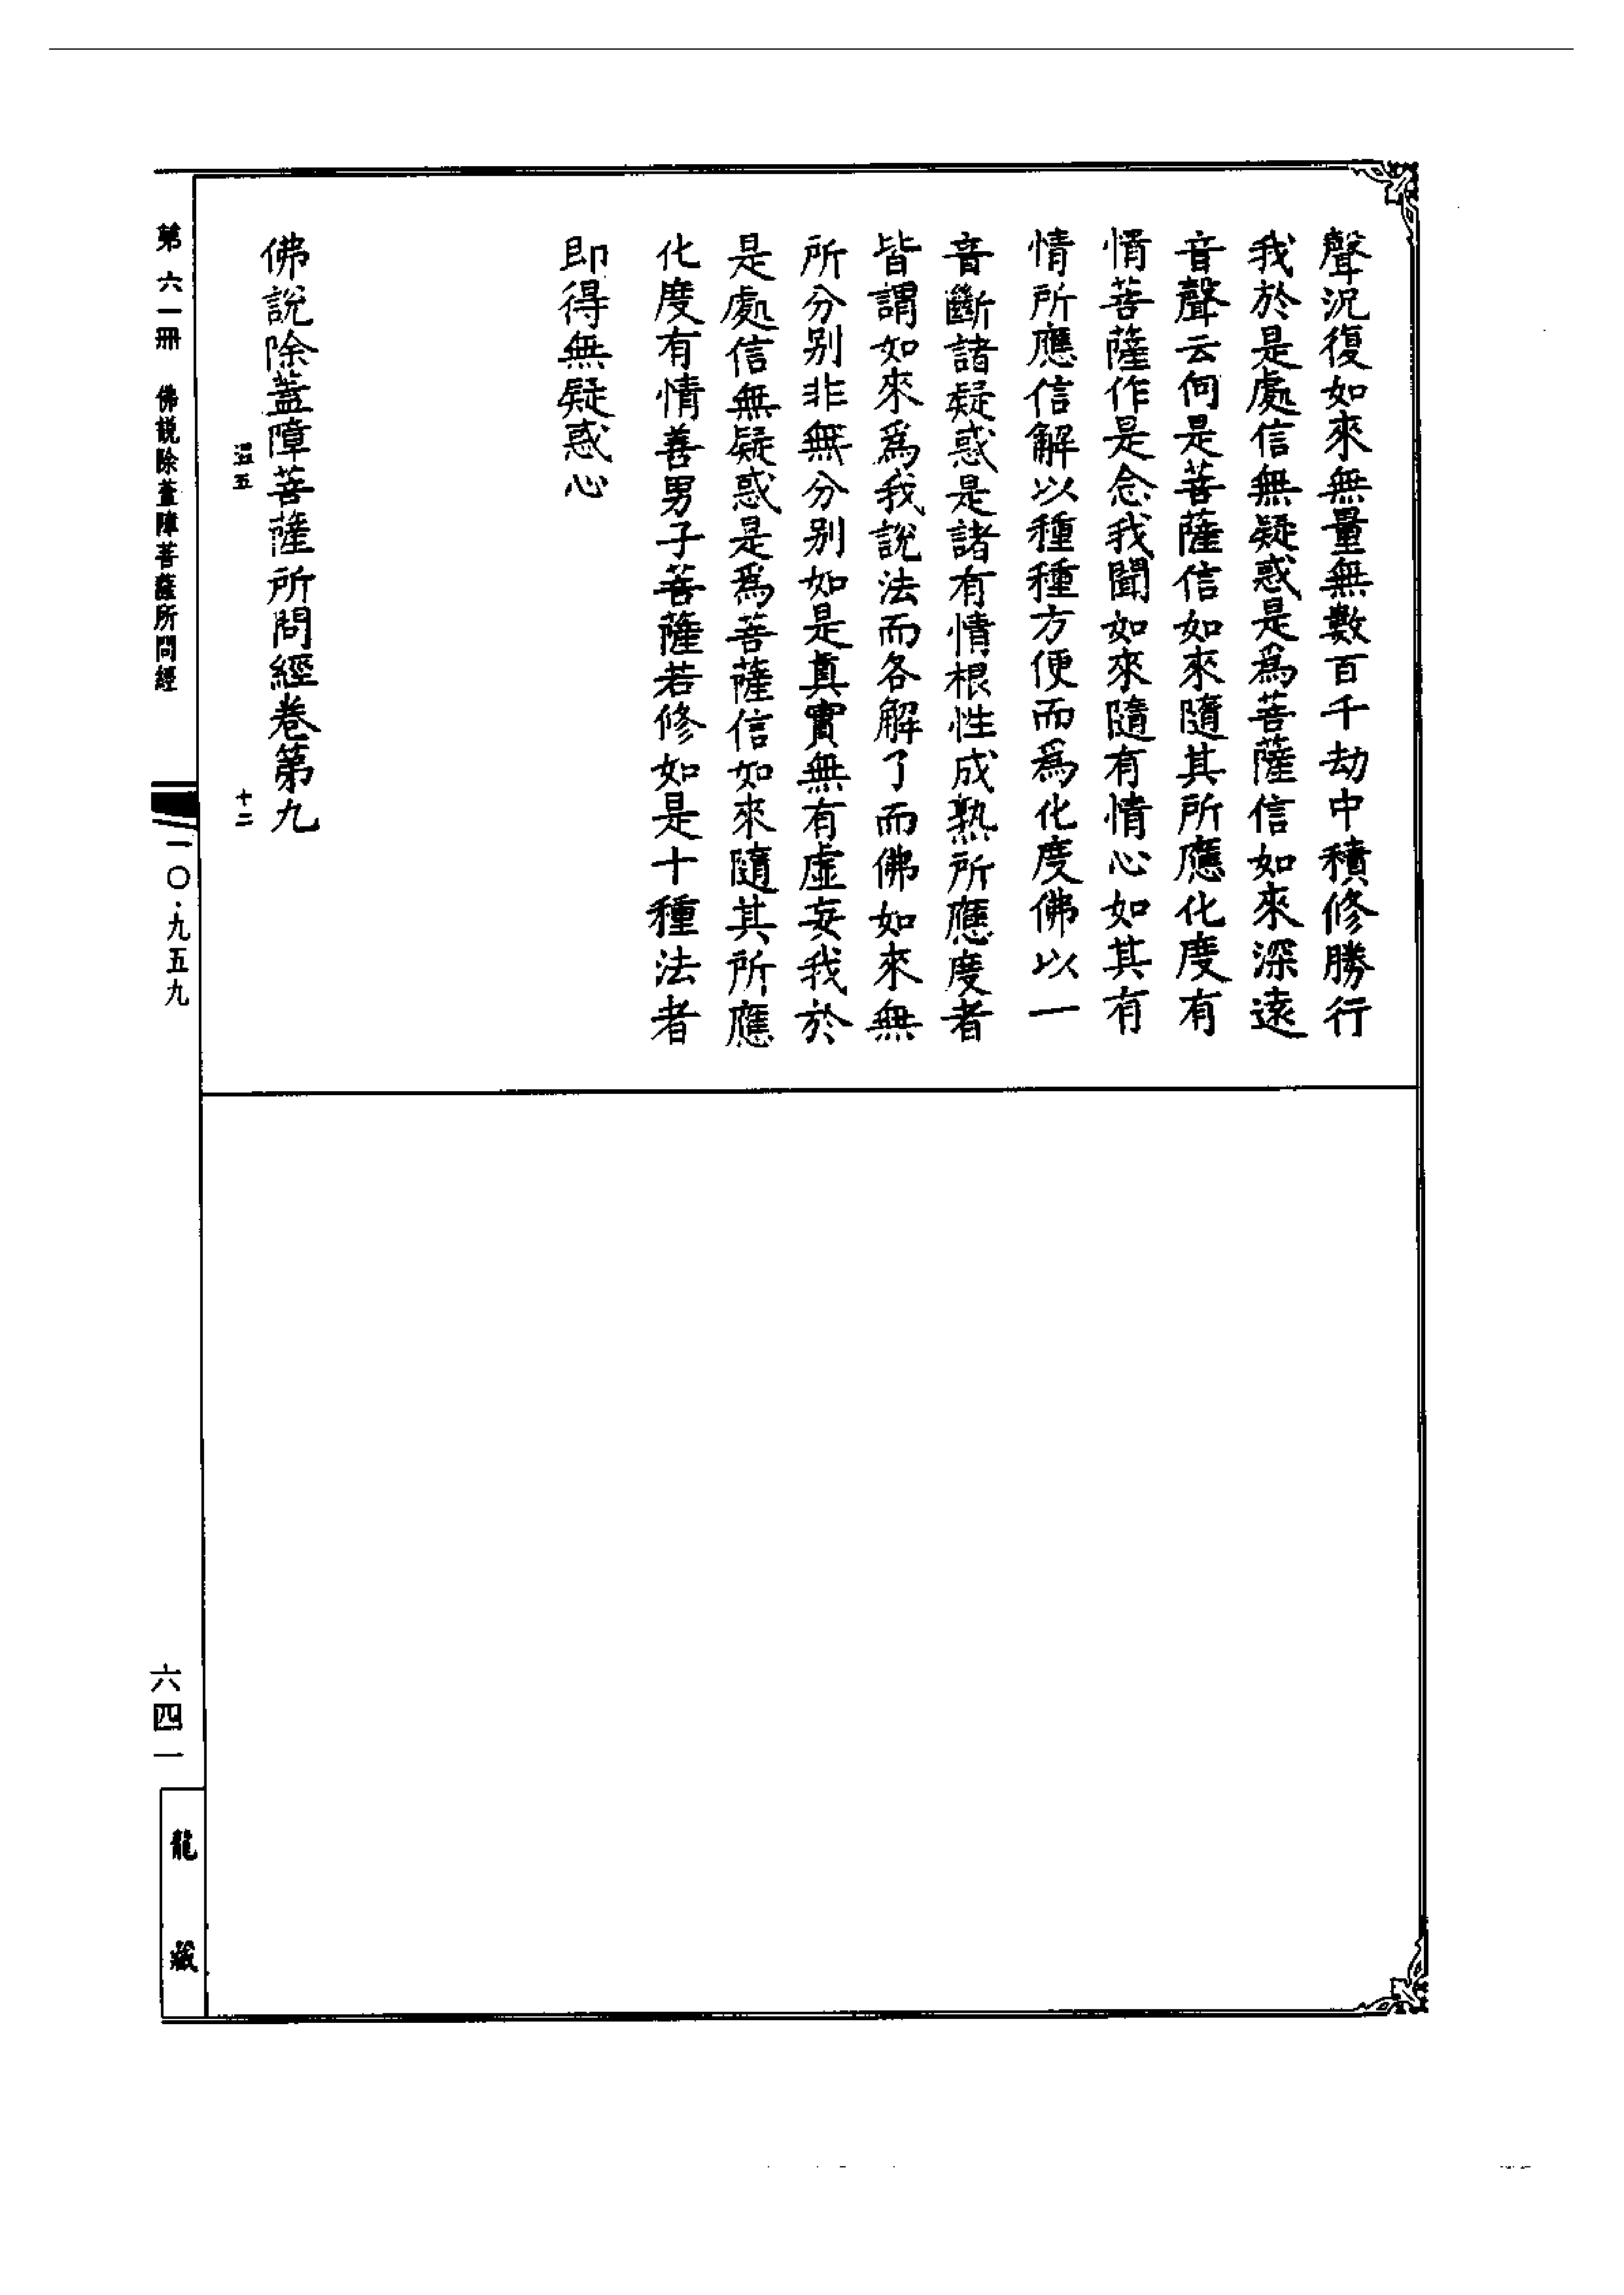 聲況復如來無量無數百千劫中積修勝行
我於是處信無疑惑是爲菩薩信如來深遠
音聲云何是菩薩信如來隨其所應化度有
情菩薩作是念我聞如來隨有情心如其有
情所應信解以種種方便而爲化度佛以一
音斷諸疑惑是諸有情根性成熟所應度者
皆謂如來爲我說法而各解了而佛如來無
所分別非無分別如是真實無有虛妄我於
是處信無疑惑是爲菩薩信如來隨其所應
化度有情善男子菩薩若修如是十種法者
即得無疑惑心
佛說除蓋障菩薩所問經卷第九
五
十二
第六一冊 佛説除蓋障菩薩所問經
一〇·九五九
六四一
龍藏